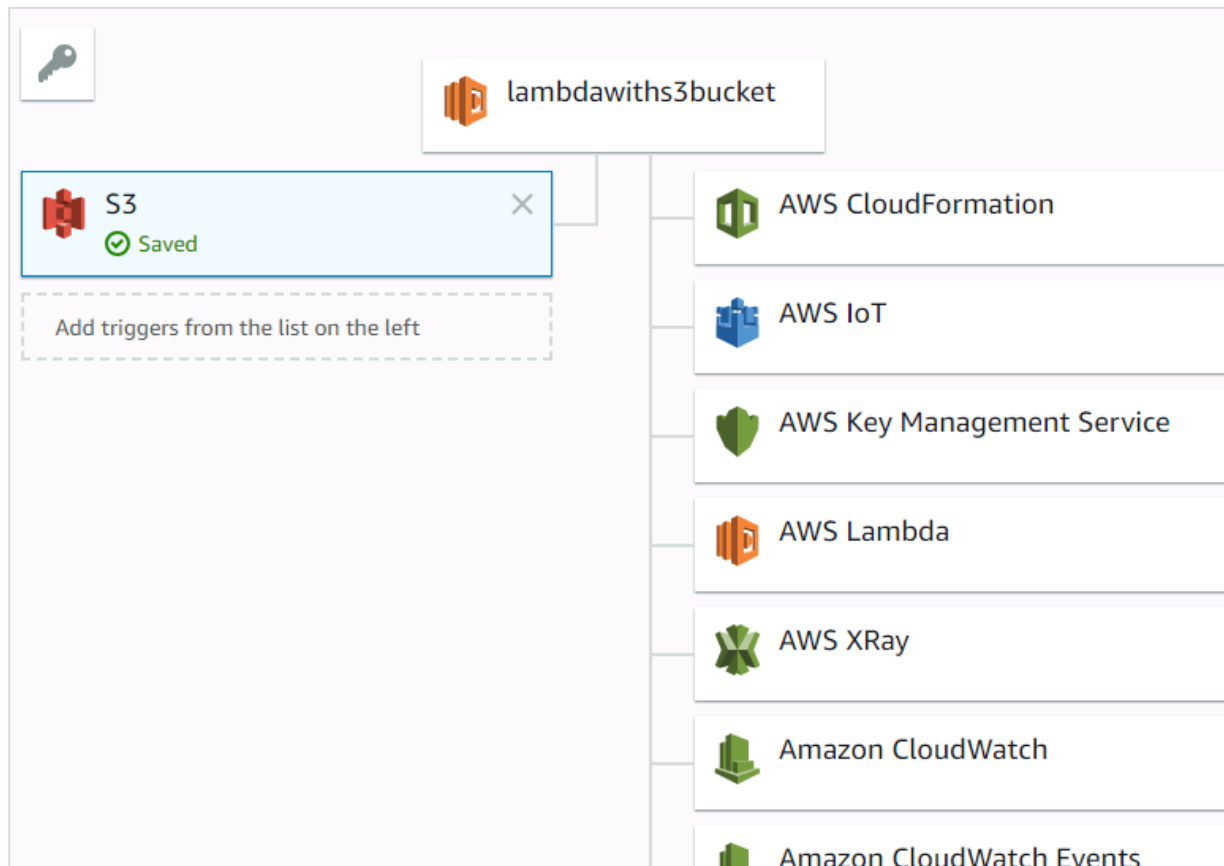 lambdawiths3bucket
S3
Saved
Add triggers from the list on the left
AWS CloudFormation
AWS IoT
AWS Key Management Service
AWS Lambda
AWS XRay
Amazon CloudWatch
Amazon CloudWatch Events